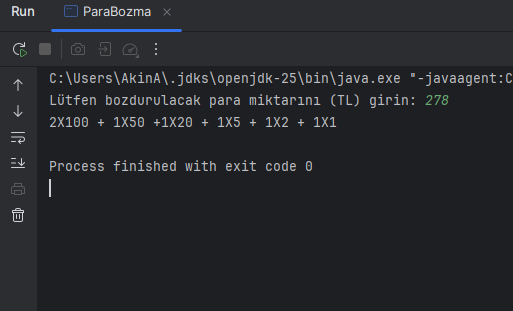 Run ParaBozma
C:\Users\AkinA\.jdks\openjdk-25\bin\java.exe "-javaagent:C
Lütfen bozdurulacak para miktarını (TL) girin: 278
2X100 + 1X50 +1X20 + 1X5 + 1X2 + 1X1
Process finished with exit code 0